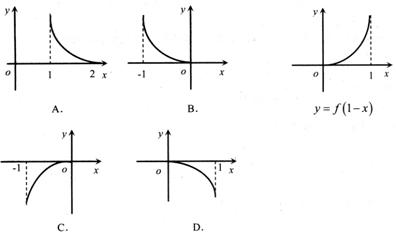 y
o
1
2
x
A.
y
-1
o
x
B.
y
o
1
x
y = f(1-x)
y
-1
o
x
C.
y
o
1
x
D.